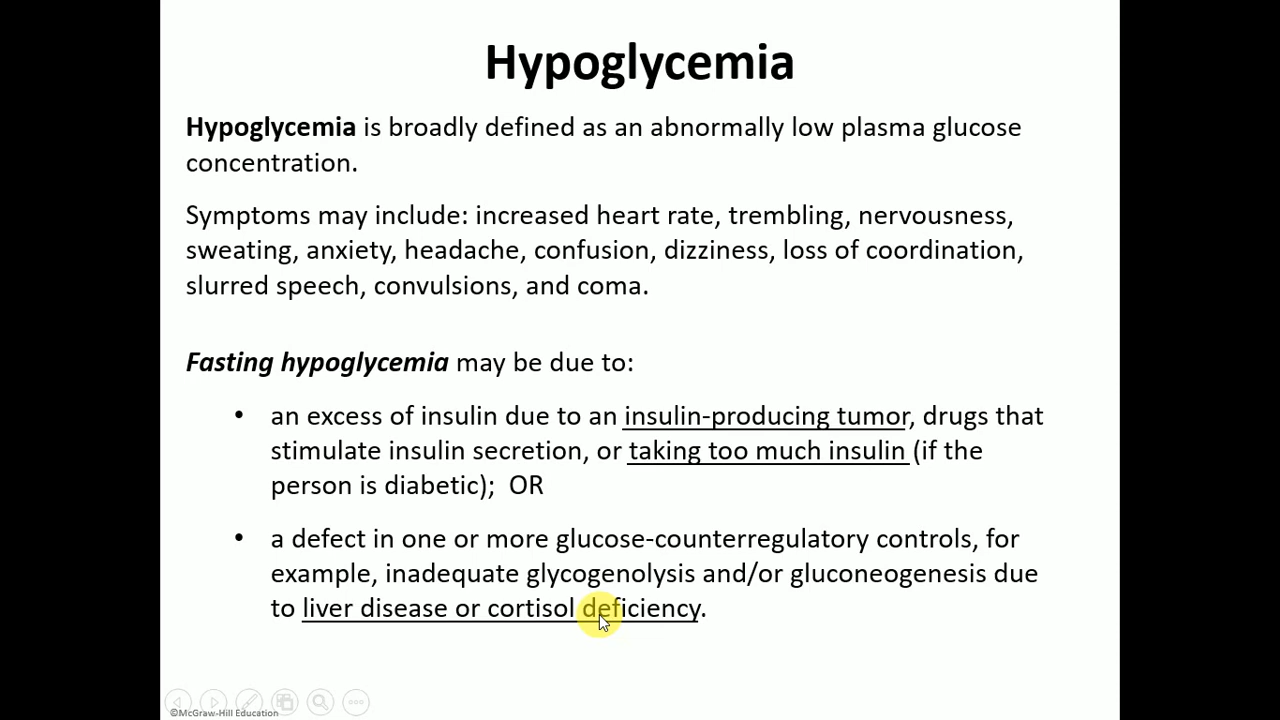 Hypoglycemia
Hypoglycemia is broadly defined as an abnormally low plasma glucose
concentration.
Symptoms may include: increased heart rate, trembling, nervousness,
sweating, anxiety, headache, confusion, dizziness, loss of coordination,
slurred speech, convulsions, and coma.
Fasting hypoglycemia may be due to:
• an excess of insulin due to an insulin-producing tumor, drugs that
stimulate insulin secretion, or taking too much insulin (if the
person is diabetic);  OR
• a defect in one or more glucose-counterregulatory controls, for
example, inadequate glycogenolysis and/or gluconeogenesis due
to liver disease or cortisol deficiency.
©McGraw-Hill Education